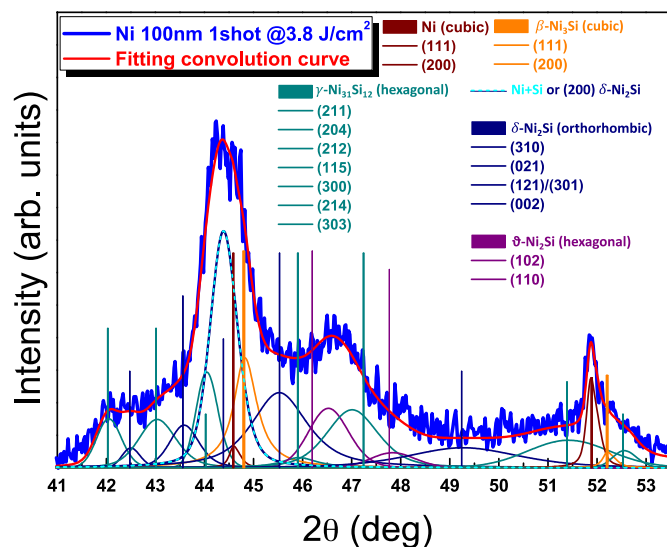 Ni 100nm 1shot @3.8 J/cm²
Fitting convolution curve
Ni (cubic)
(111)
(200)
β-Ni₃Si (cubic)
(111)
(200)
γ-Ni₃₁Si₁₂ (hexagonal)
(211)
(204)
(212)
(115)
(300)
(214)
(303)
Ni+Si or (200) δ-Ni₂Si
δ-Ni₂Si (orthorhombic)
(310)
(021)
(121)/(301)
(002)
ϑ-Ni₂Si (hexagonal)
(102)
(110)
Intensity (arb. units)
41 42 43 44 45 46 47 48 49 50 51 52 53
2θ (deg)